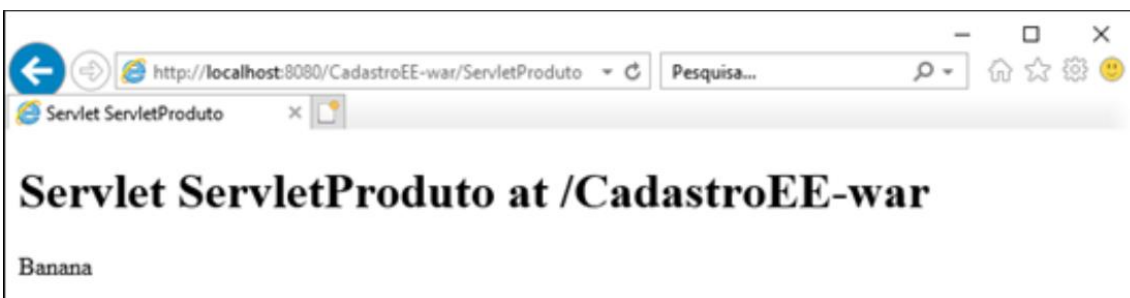 http://localhost:8080/CadastroEE-war/ServletProduto
Pesquisa...
Servlet ServletProduto
Servlet ServletProduto at /CadastroEE-war
Banana